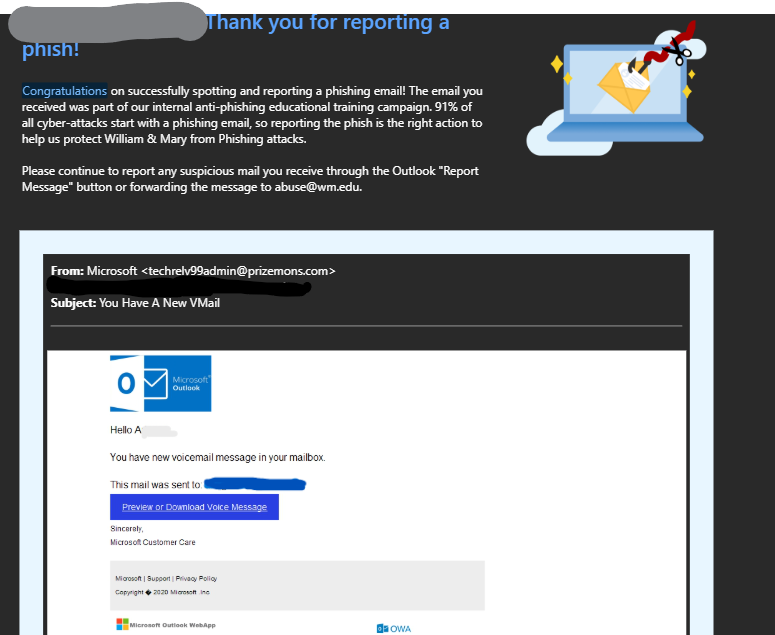 Thank you for reporting a
phish!
Congratulations on successfully spotting and reporting a phishing email! The email you
received was part of our internal anti-phishing educational training campaign. 91% of
all cyber-attacks start with a phishing email, so reporting the phish is the right action to
help us protect William & Mary from Phishing attacks.
Please continue to report any suspicious mail you receive through the Outlook "Report
Message" button or forwarding the message to abuse@wm.edu.
From: Microsoft <techrelv99admin@prizemons.com>
Subject: You Have A New VMail
Microsoft
Outlook
Hello A
You have new voicemail message in your mailbox.
This mail was sent to:
Preview or Download Voice Message
Sincerely,
Microsoft Customer Care
Microsoft | Support | Privacy Policy
Copyright � 2020 Microsoft .Inc.
Microsoft Outlook WebApp
OWA